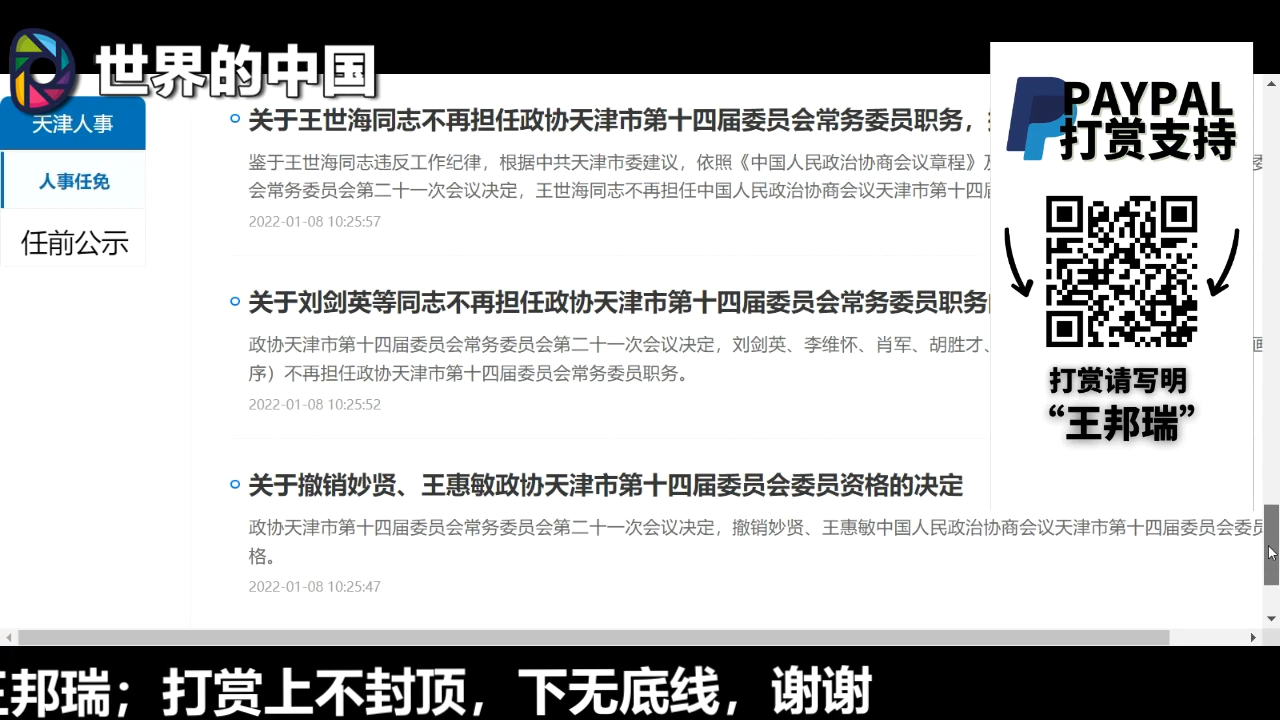 世界的中国
天津人事
人事任免
任前公示
关于王世海同志不再担任政协天津市第十四届委员会常务委员职务，
鉴于王世海同志违反工作纪律，根据中共天津市委建议，依照《中国人民政治协商会议章程》及
会常务委员会第二十一次会议决定，王世海同志不再担任中国人民政治协商会议天津市第十四届
2022-01-08 10:25:57
关于刘剑英等同志不再担任政协天津市第十四届委员会常务委员职务
政协天津市第十四届委员会常务委员会第二十一次会议决定，刘剑英、李维怀、肖军、胡胜才、
序）不再担任政协天津市第十四届委员会常务委员职务。
2022-01-08 10:25:52
关于撤销妙贤、王惠敏政协天津市第十四届委员会委员资格的决定
政协天津市第十四届委员会常务委员会第二十一次会议决定，撤销妙贤、王惠敏中国人民政治协商会议天津市第十四届委员会委员
格。
2022-01-08 10:25:47
PAYPAL
打赏支持
打赏请写明
“王邦瑞”
王邦瑞；打赏上不封顶，下无底线，谢谢